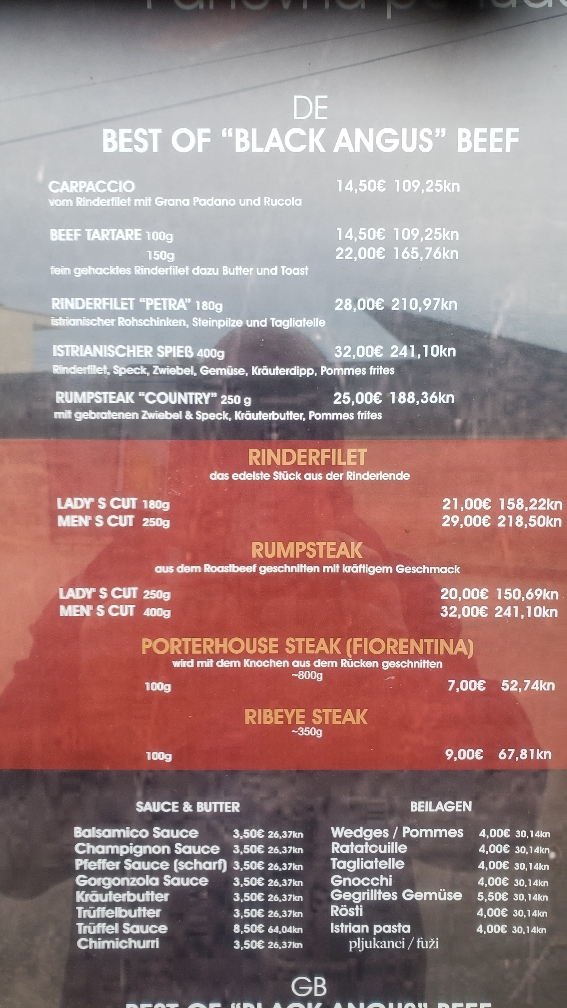 DE
BEST OF “BLACK ANGUS” BEEF
CARPACCIO 14,50€ 109,25kn
vom Rinderfilet mit Grana Padano und Rucola
BEEF TARTARE 100g 14,50€ 109,25kn
150g 22,00€ 165,76kn
fein gehacktes Rinderfilet dazu Butter und Toast
RINDERFILET “PETRA” 180g 28,00€ 210,97kn
istrianischer Rohschinken, Steinpilze und Tagliatelle
ISTRIANISCHER SPIEß 400g 32,00€ 241,10kn
Rinderfilet, Speck, Zwiebel, Gemüse, Kräuterdipp, Pommes frites
RUMPSTEAK “COUNTRY” 250 g 25,00€ 188,36kn
mit gebratenen Zwiebel & Speck, Kräuterbutter, Pommes frites
RINDERFILET
das edelste Stück aus der Rinderlende
LADY' S CUT 180g 21,00€ 158,22kn
MEN' S CUT 250g 29,00€ 218,50kn
RUMPSTEAK
aus dem Roastbeef geschnitten mit kräftigem Geschmack
LADY' S CUT 250g 20,00€ 150,69kn
MEN' S CUT 400g 32,00€ 241,10kn
PORTERHOUSE STEAK (FIORENTINA)
wird mit dem Knochen aus dem Rücken geschnitten
~800g
100g 7,00€ 52,74kn
RIBEYE STEAK
~350g
100g 9,00€ 67,81kn
SAUCE & BUTTER
Balsamico Sauce 3,50€ 26,37kn
Champignon Sauce 3,50€ 26,37kn
Pfeffer Sauce (scharf) 3,50€ 26,37kn
Gorgonzola Sauce 3,50€ 26,37kn
Kräuterbutter 3,50€ 26,37kn
Trüffelbutter 3,50€ 26,37kn
Trüffel Sauce 8,50€ 64,04kn
Chimichurri 3,50€ 26,37kn
BEILAGEN
Wedges / Pommes 4,00€ 30,14kn
Ratatouille 4,00€ 30,14kn
Tagliatelle 4,00€ 30,14kn
Gnocchi 4,00€ 30,14kn
Gegrilltes Gemüse 5,50€ 30,14kn
Rösti 4,00€ 30,14kn
Istrian pasta 4,00€ 30,14kn
pljukanci / fuži
GB
BEST OF “BLACK ANGUS” BEEF